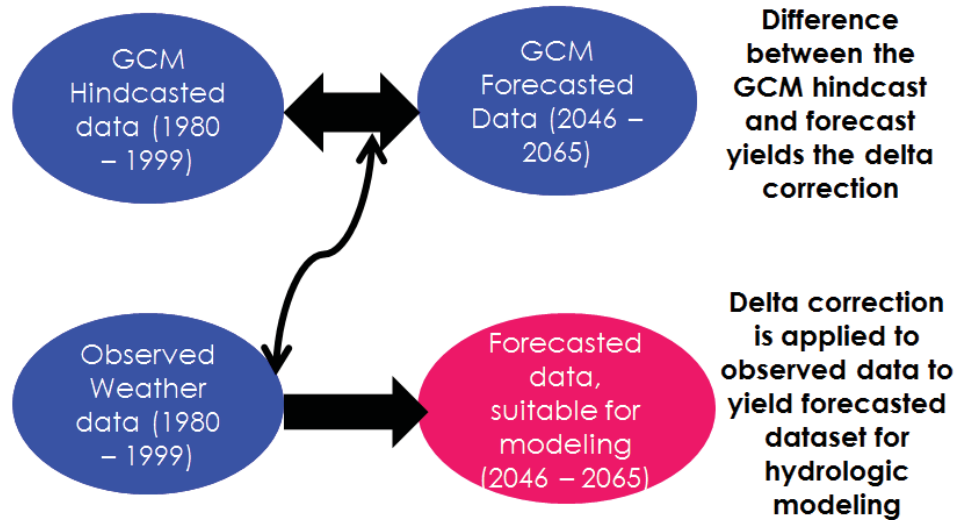 GCM
Hindcasted
data (1980
– 1999)
GCM
Forecasted
Data (2046 –
2065)
Difference
between the
GCM hindcast
and forecast
yields the delta
correction
Observed
Weather
data (1980
– 1999)
Forecasted
data,
suitable for
modeling
(2046 – 2065)
Delta correction
is applied to
observed data to
yield forecasted
dataset for
hydrologic
modeling